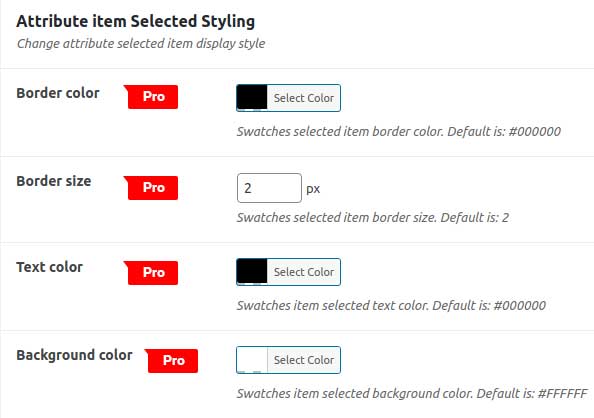 Attribute item Selected Styling
Change attribute selected item display style
Border color Pro Select Color
Swatches selected item border color. Default is: #000000
Border size Pro 2 px
Swatches selected item border size. Default is: 2
Text color Pro Select Color
Swatches item selected text color. Default is: #000000
Background color Pro Select Color
Swatches item selected background color. Default is: #FFFFFF